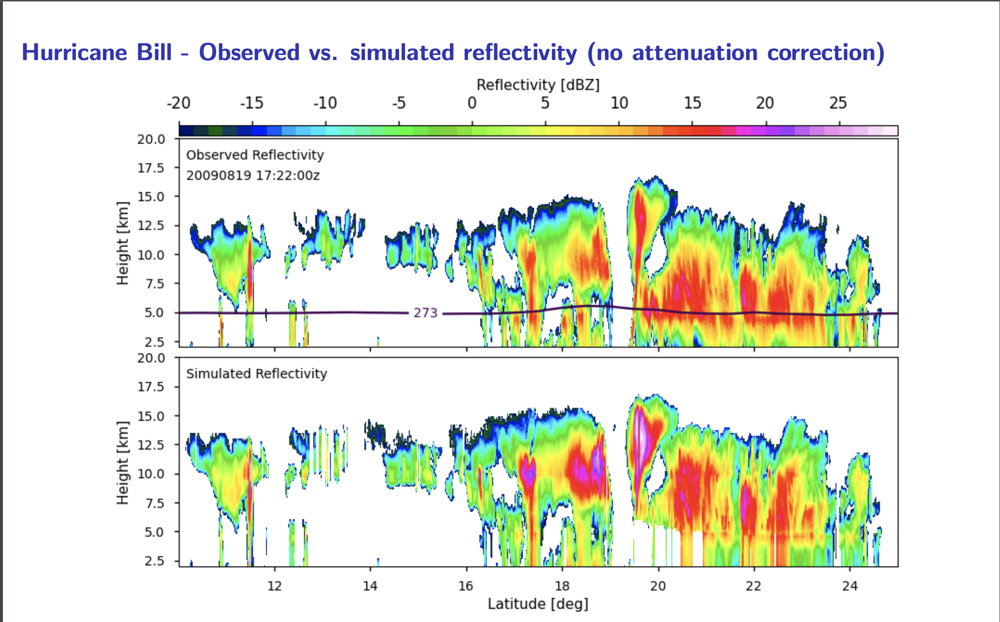 Hurricane Bill - Observed vs. simulated reflectivity (no attenuation correction)
Reflectivity [dBZ]
-20 -15 -10 -5 0 5 10 15 20 25
20.0
Observed Reflectivity
17.5
20090819 17:22:00z
15.0
12.5
Height [km]
10.0
7.5
5.0
273
2.5
20.0
Simulated Reflectivity
17.5
15.0
12.5
Height [km]
10.0
7.5
5.0
2.5
12 14 16 18 20 22 24
Latitude [deg]